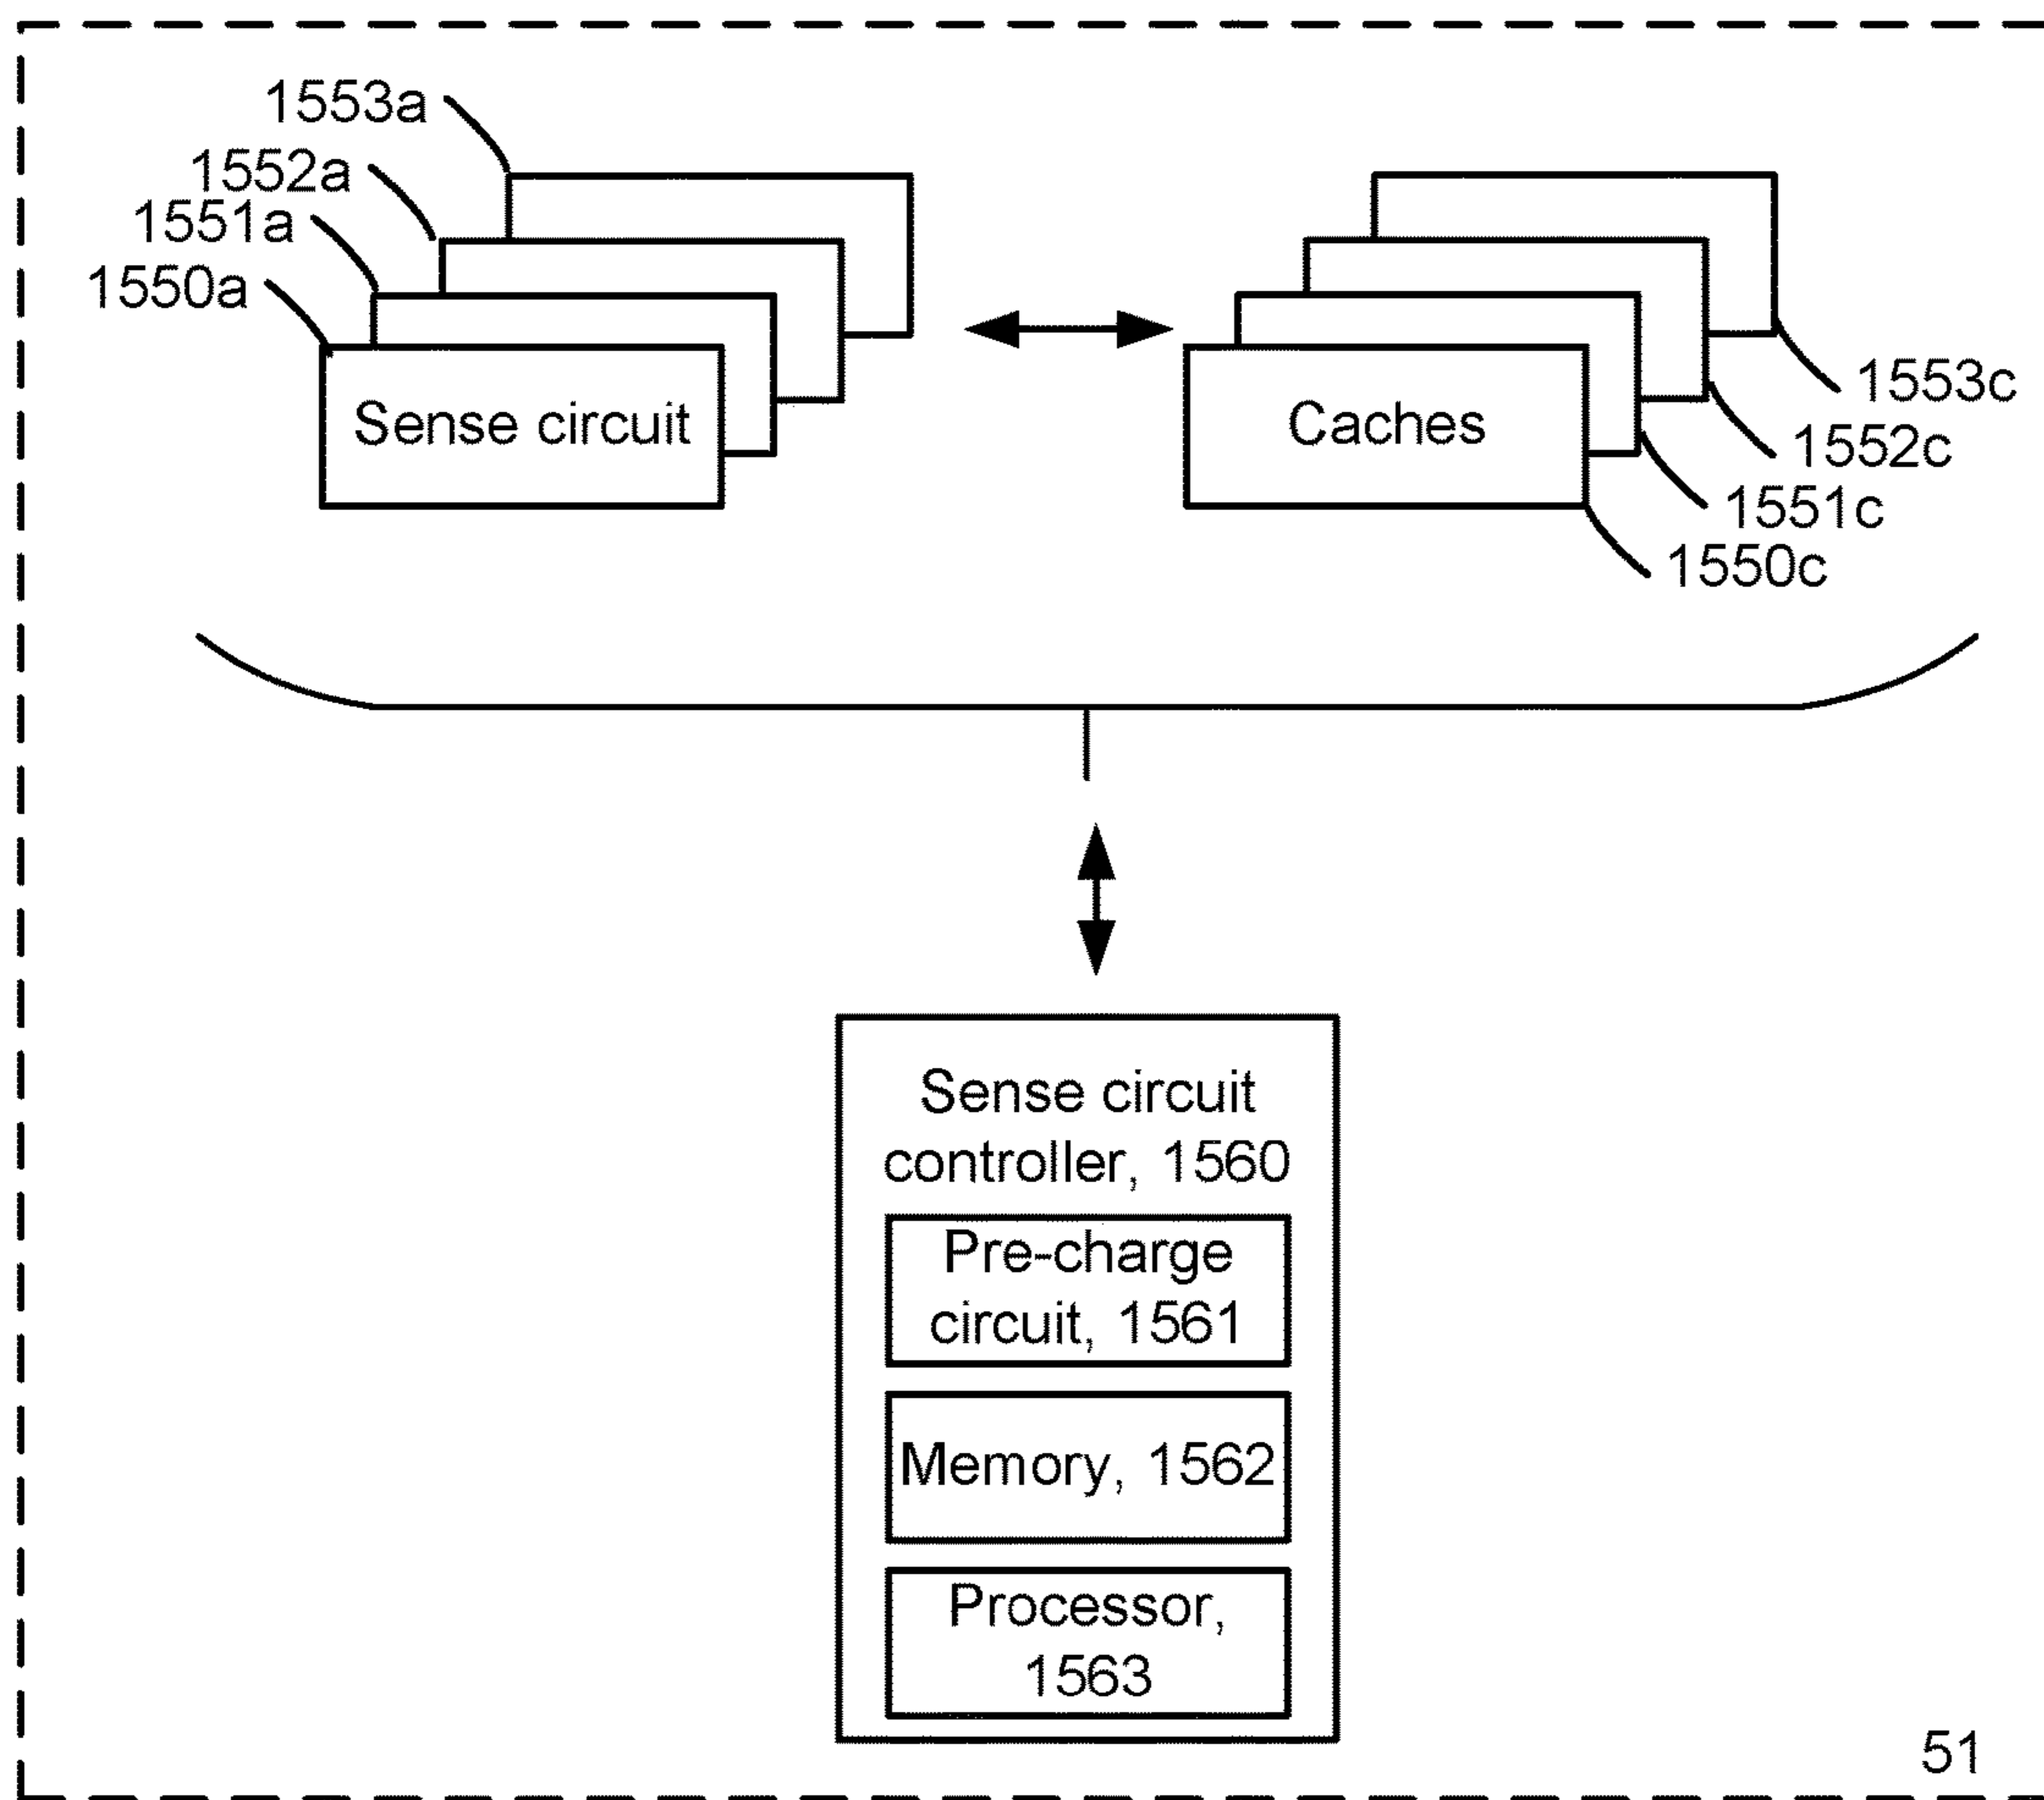 1553a
1552a
1551a
1550a
Sense circuit
Caches
1553c
1552c
1551c
1550c
Sense circuit
controller, 1560
Pre-charge
circuit, 1561
Memory, 1562
Processor,
1563
51